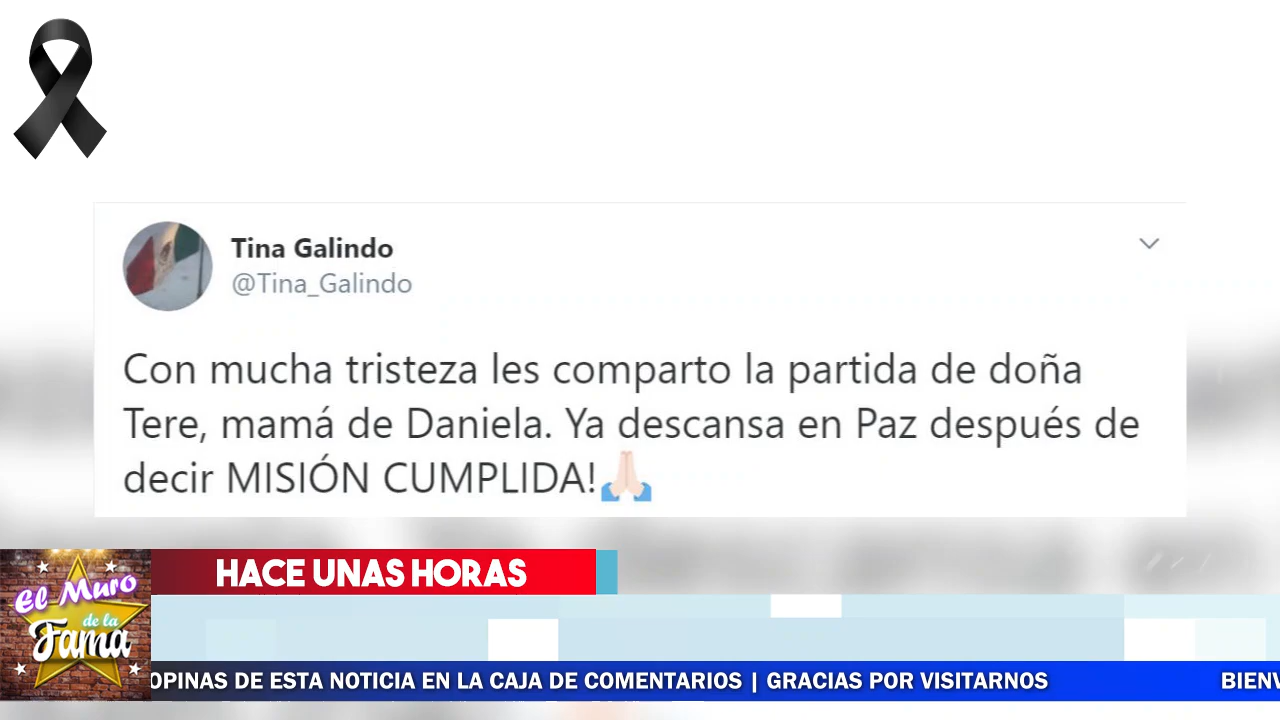 Tina Galindo
@Tina_Galindo
Con mucha tristeza les comparto la partida de doña
Tere, mamá de Daniela. Ya descansa en Paz después de
decir MISIÓN CUMPLIDA!🙏🏻
HACE UNAS HORAS
El Muro
de la
Fama
OPINAS DE ESTA NOTICIA EN LA CAJA DE COMENTARIOS | GRACIAS POR VISITARNOS BIENV